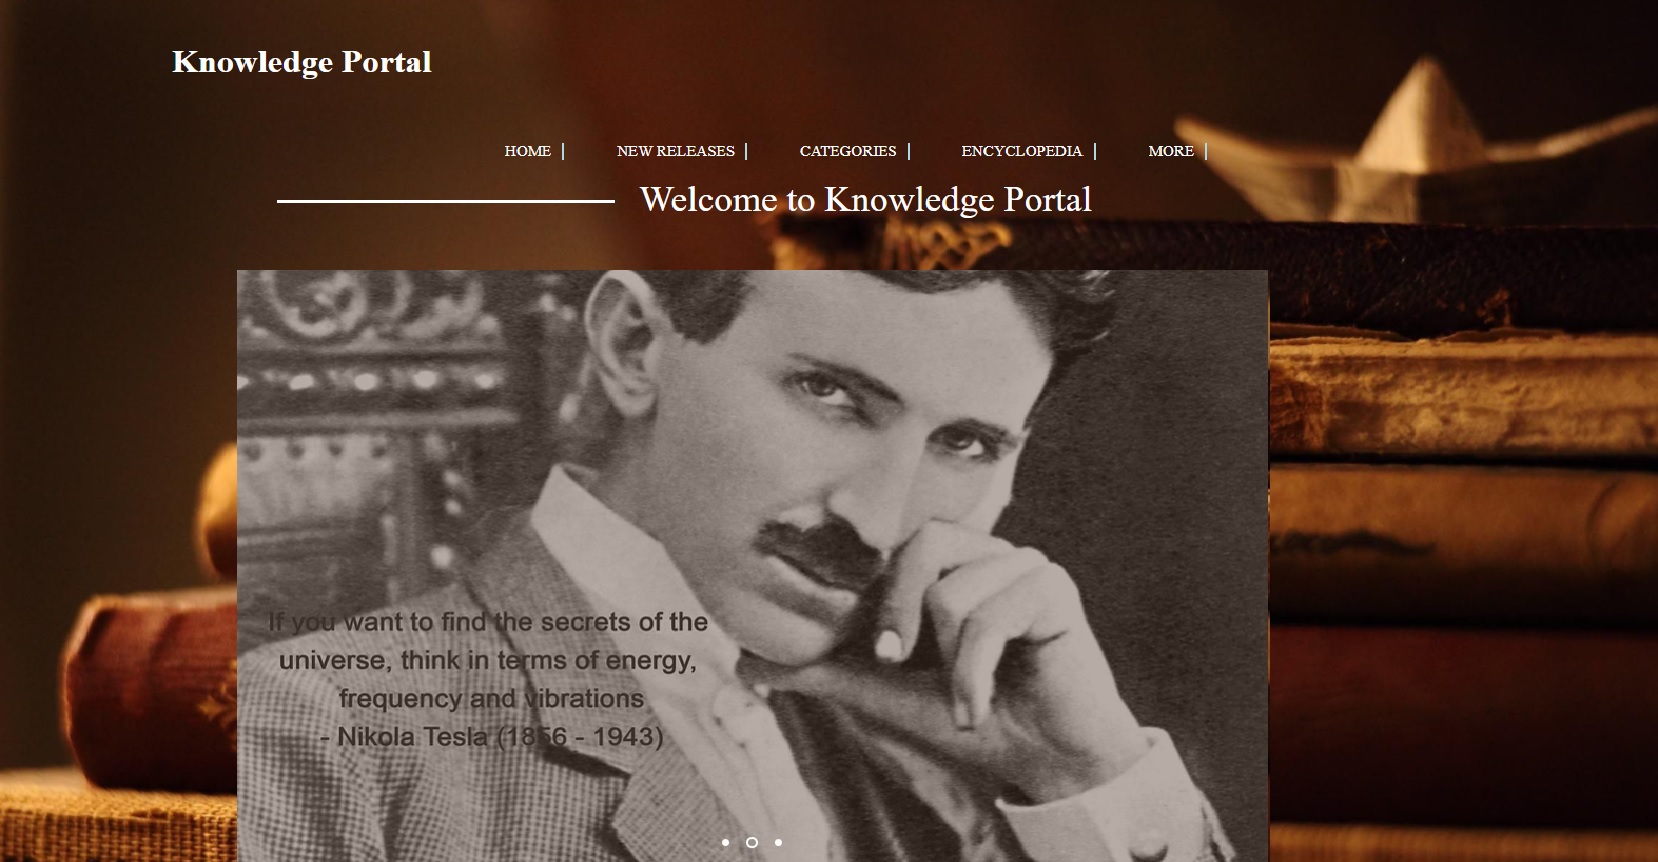 Knowledge Portal
HOME | NEW RELEASES | CATEGORIES | ENCYCLOPEDIA | MORE |
Welcome to Knowledge Portal
If you want to find the secrets of the
universe, think in terms of energy,
frequency and vibrations
- Nikola Tesla (1856 - 1943)